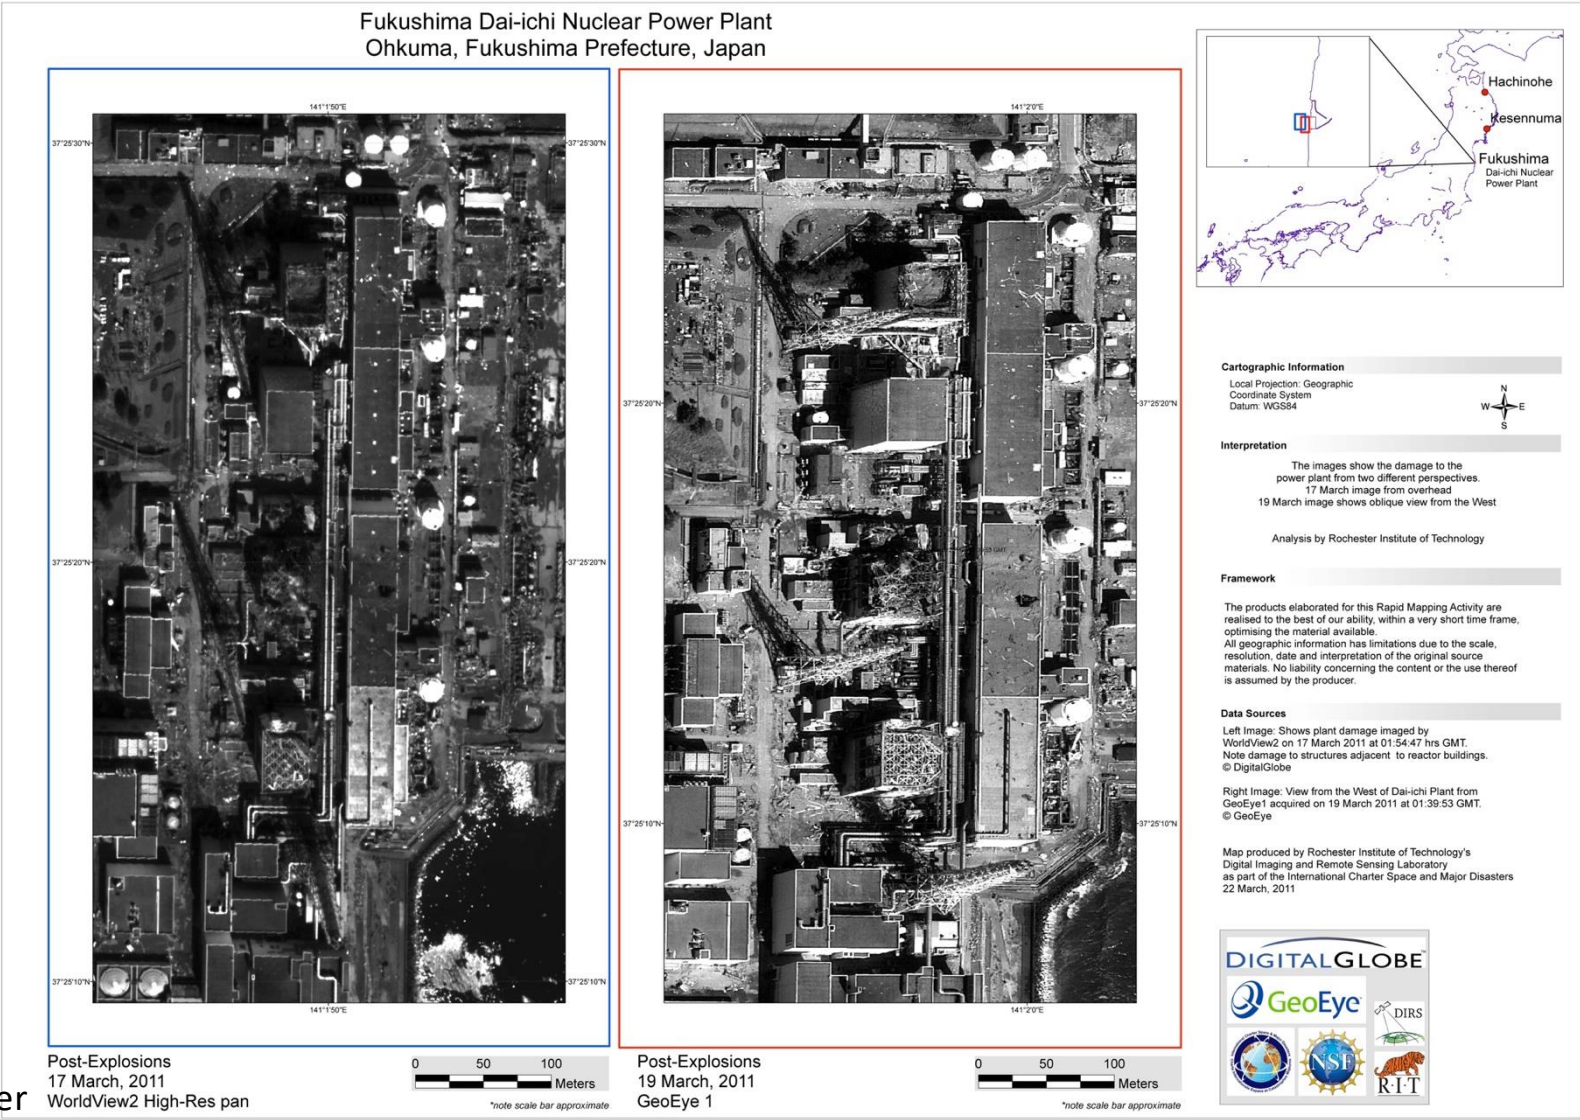 Fukushima Dai-ichi Nuclear Power Plant
Ohkuma, Fukushima Prefecture, Japan
141°1'50"E
37°25'30"N
37°25'30"N
37°25'20"N
37°25'20"N
37°25'10"N
37°25'10"N
141°1'50"E
141°2'0"E
37°25'20"N
37°25'20"N
37°25'10"N
37°25'10"N
141°2'0"E
Post-Explosions
17 March, 2011
WorldView2 High-Res pan
0 50 100
Meters
*note scale bar approximate
Post-Explosions
19 March, 2011
GeoEye 1
0 50 100
Meters
*note scale bar approximate
er
Hachinohe
Kesennuma
Fukushima
Dai-ichi Nuclear
Power Plant
Cartographic Information
Local Projection: Geographic
Coordinate System
Datum: WGS84
N
W E
S
Interpretation
The images show the damage to the
power plant from two different perspectives.
17 March image from overhead
19 March image shows oblique view from the West
Analysis by Rochester Institute of Technology
Framework
The products elaborated for this Rapid Mapping Activity are
realised to the best of our ability, within a very short time frame,
optimising the material available.
All geographic information has limitations due to the scale,
resolution, date and interpretation of the original source
materials. No liability concerning the content or the use thereof
is assumed by the producer.
Data Sources
Left Image: Shows plant damage imaged by
WorldView2 on 17 March 2011 at 01:54:47 hrs GMT.
Note damage to structures adjacent to reactor buildings.
© DigitalGlobe
Right Image: View from the West of Dai-ichi Plant from
GeoEye1 acquired on 19 March 2011 at 01:39:53 GMT.
© GeoEye
Map produced by Rochester Institute of Technology's
Digital Imaging and Remote Sensing Laboratory
as part of the International Charter Space and Major Disasters
22 March, 2011
DIGITALGLOBE
GeoEye
DIRS
NSF
R·I·T